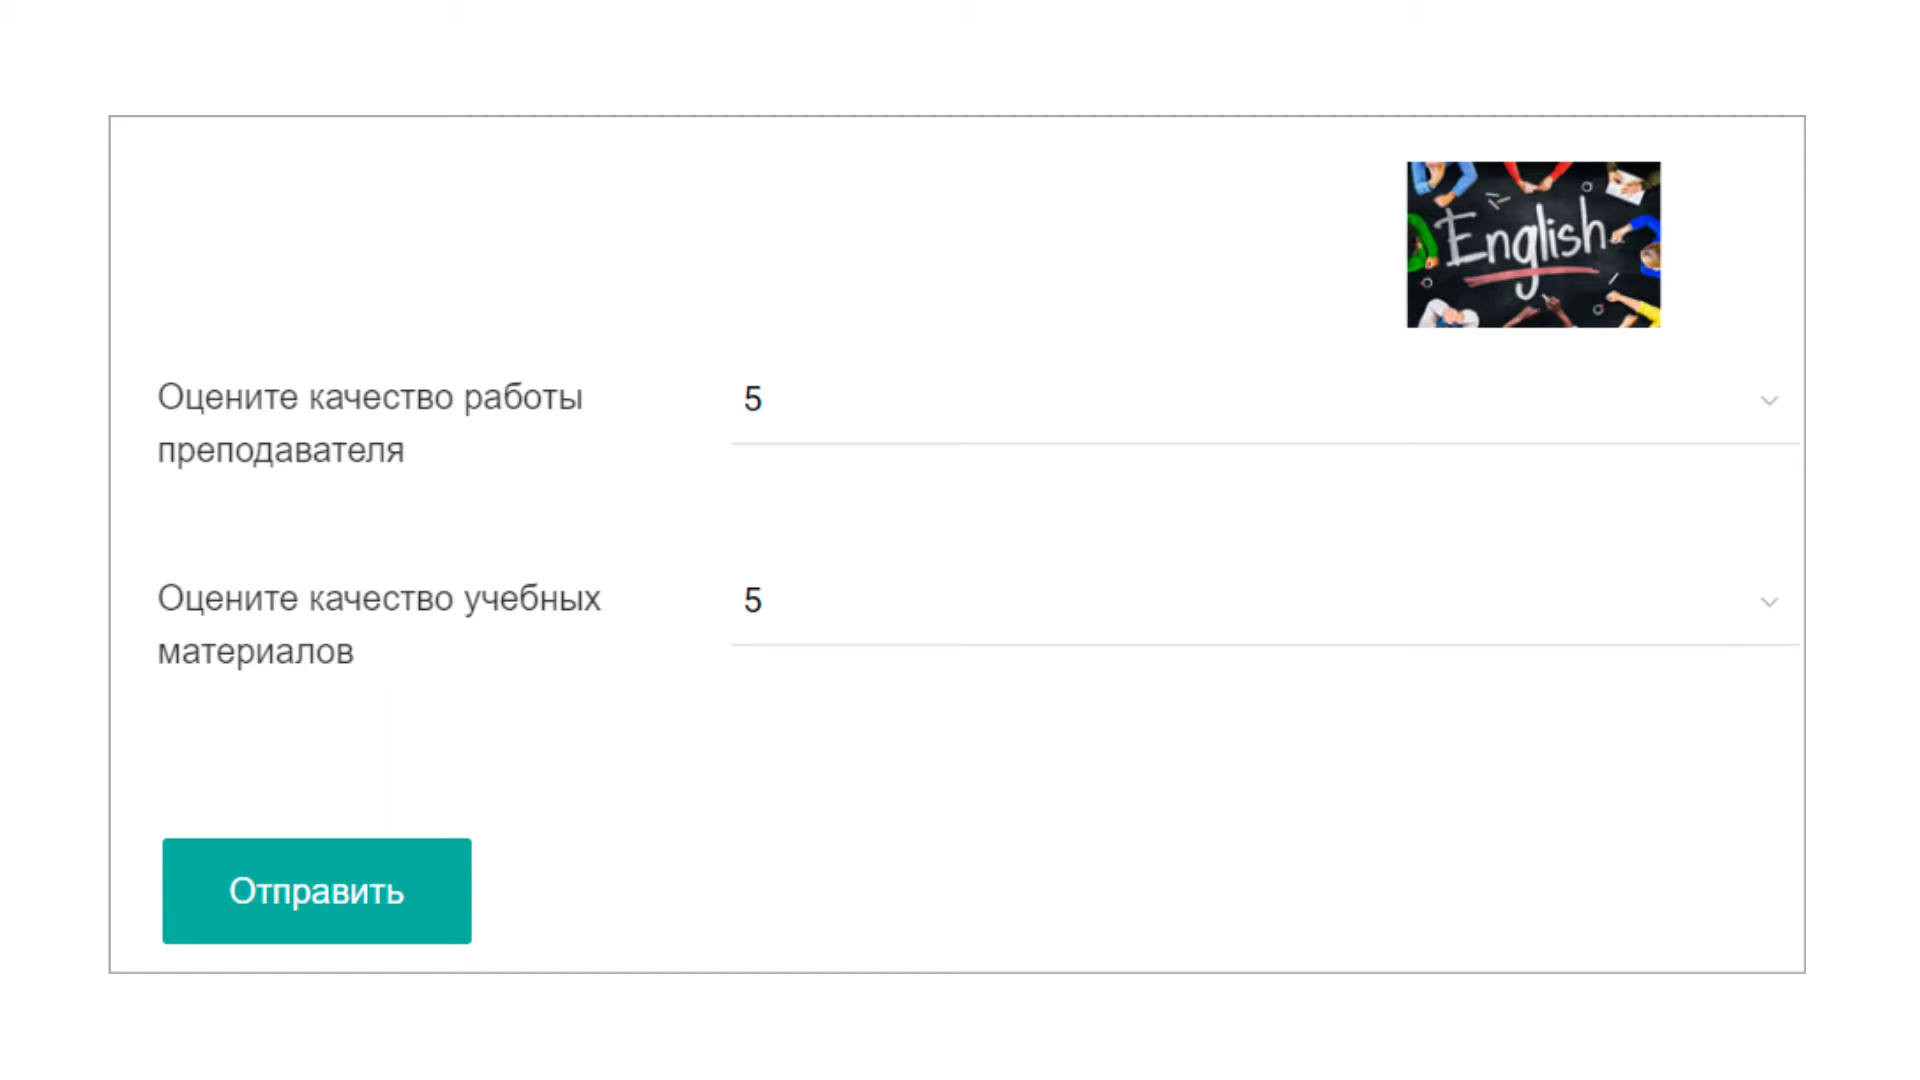 English
Оцените качество работы
преподавателя
5
Оцените качество учебных
материалов
5
Отправить